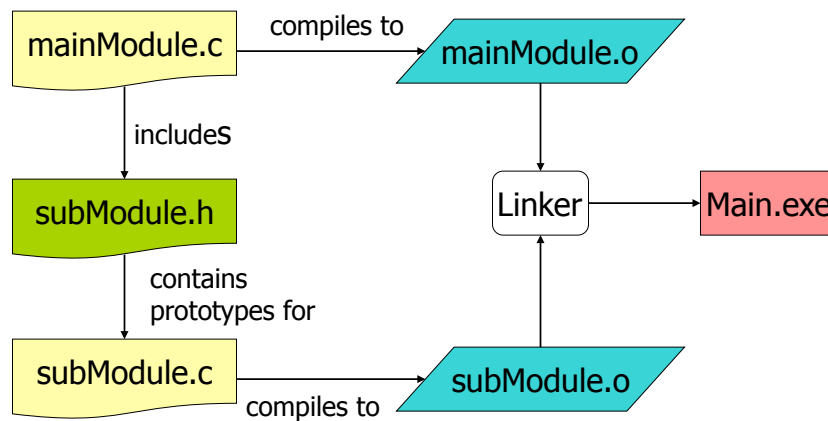 mainModule.c
compiles to
mainModule.o
includes
subModule.h
Linker
Main.exe
contains
prototypes for
subModule.c
compiles to
subModule.o